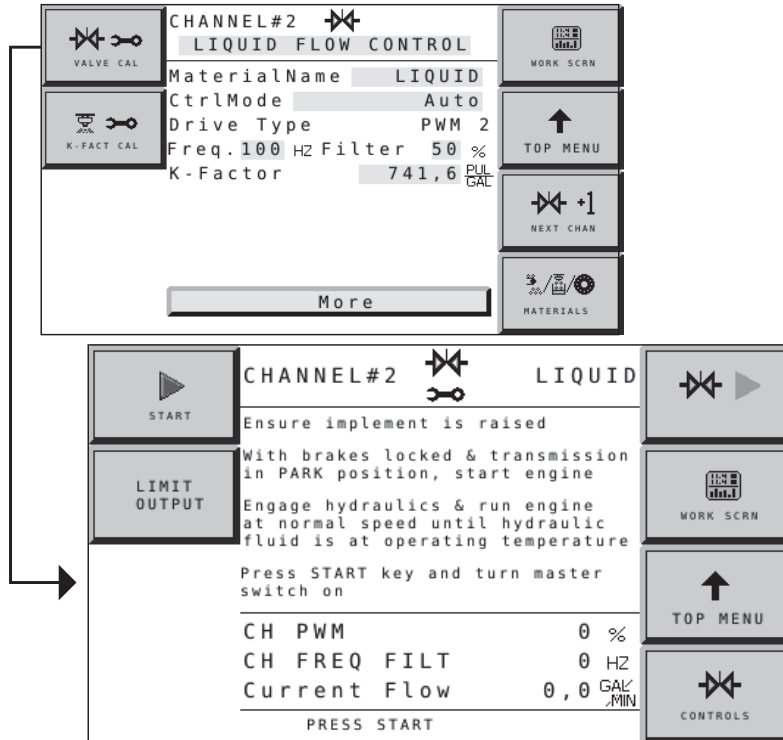 CHANNEL#2
LIQUID FLOW CONTROL
VALVE CAL
K-FACT CAL
MaterialName LIQUID
CtrlMode Auto
Drive Type PWM 2
Freq. 100 HZ Filter 50 %
K-Factor 741,6 PUL/GAL
More
WORK SCRN
TOP MENU
+1
NEXT CHAN
MATERIALS
START
LIMIT
OUTPUT
CHANNEL#2 LIQUID
Ensure implement is raised
With brakes locked & transmission
in PARK position, start engine
Engage hydraulics & run engine
at normal speed until hydraulic
fluid is at operating temperature
Press START key and turn master
switch on
CH PWM 0 %
CH FREQ FILT 0 HZ
Current Flow 0,0 GAL/MIN
PRESS START
WORK SCRN
TOP MENU
CONTROLS